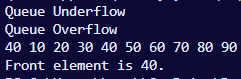 Queue Underflow
Queue Overflow
40 10 20 30 40 50 60 70 80 90
Front element is 40.